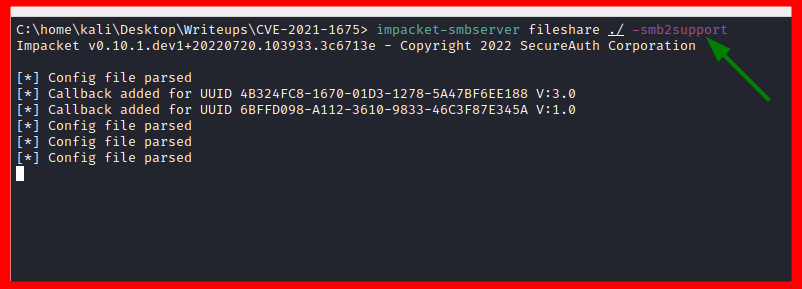 C:\home\kali\Desktop\Writeups\CVE-2021-1675> impacket-smbserver fileshare ./ -smb2support
Impacket v0.10.1.dev1+20220720.103933.3c6713e - Copyright 2022 SecureAuth Corporation
[*] Config file parsed
[*] Callback added for UUID 4B324FC8-1670-01D3-1278-5A47BF6EE188 V:3.0
[*] Callback added for UUID 6BFFD098-A112-3610-9833-46C3F87E345A V:1.0
[*] Config file parsed
[*] Config file parsed
[*] Config file parsed